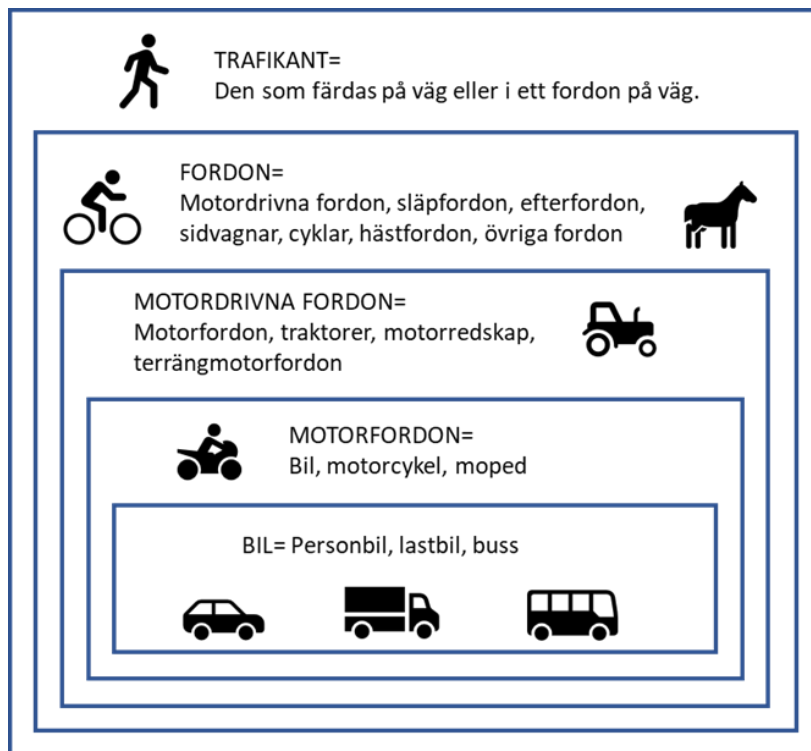 TRAFIKANT=
Den som färdas på väg eller i ett fordon på väg.
FORDON=
Motordrivna fordon, släpfordon, efterfordon,
sidvagnar, cyklar, hästfordon, övriga fordon
MOTORDRIVNA FORDON=
Motorfordon, traktorer, motorredskap,
terrängmotorfordon
MOTORFORDON=
Bil, motorcykel, moped
BIL= Personbil, lastbil, buss